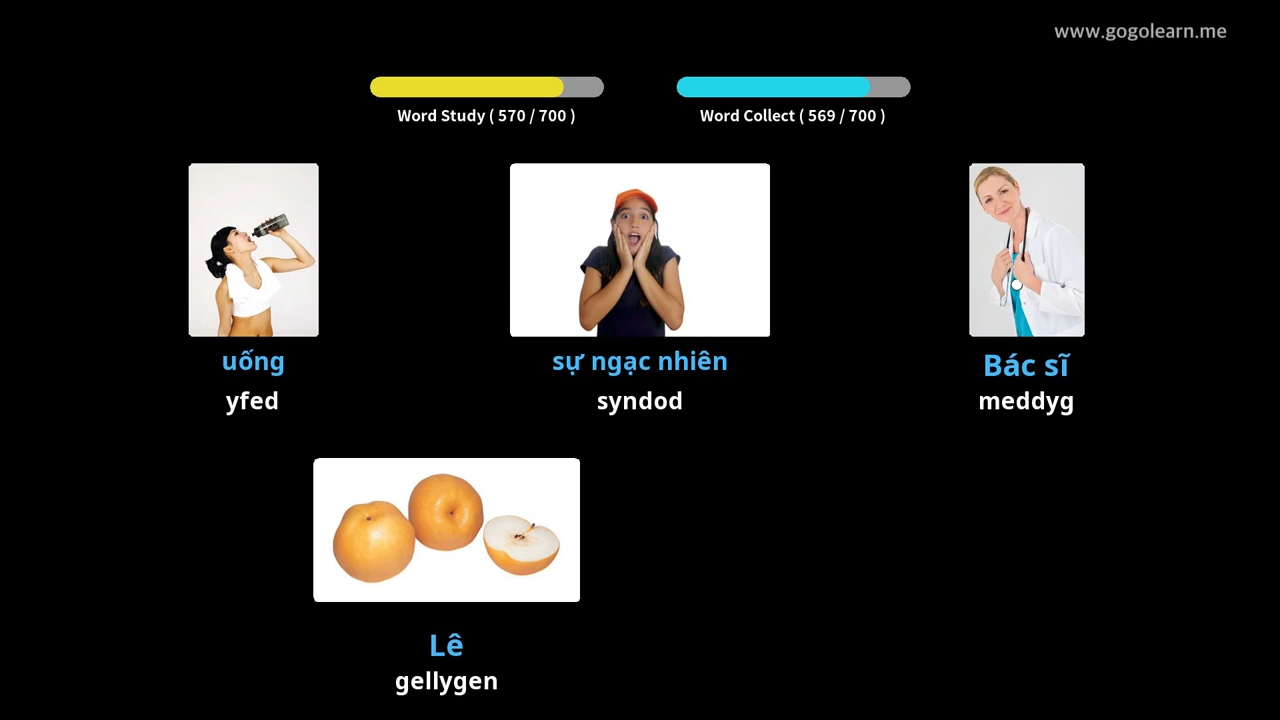 www.gogolearn.me
Word Study ( 570 / 700 )
Word Collect ( 569 / 700 )
uống
yfed
sự ngạc nhiên
syndod
Bác sĩ
meddyg
Lê
gellygen